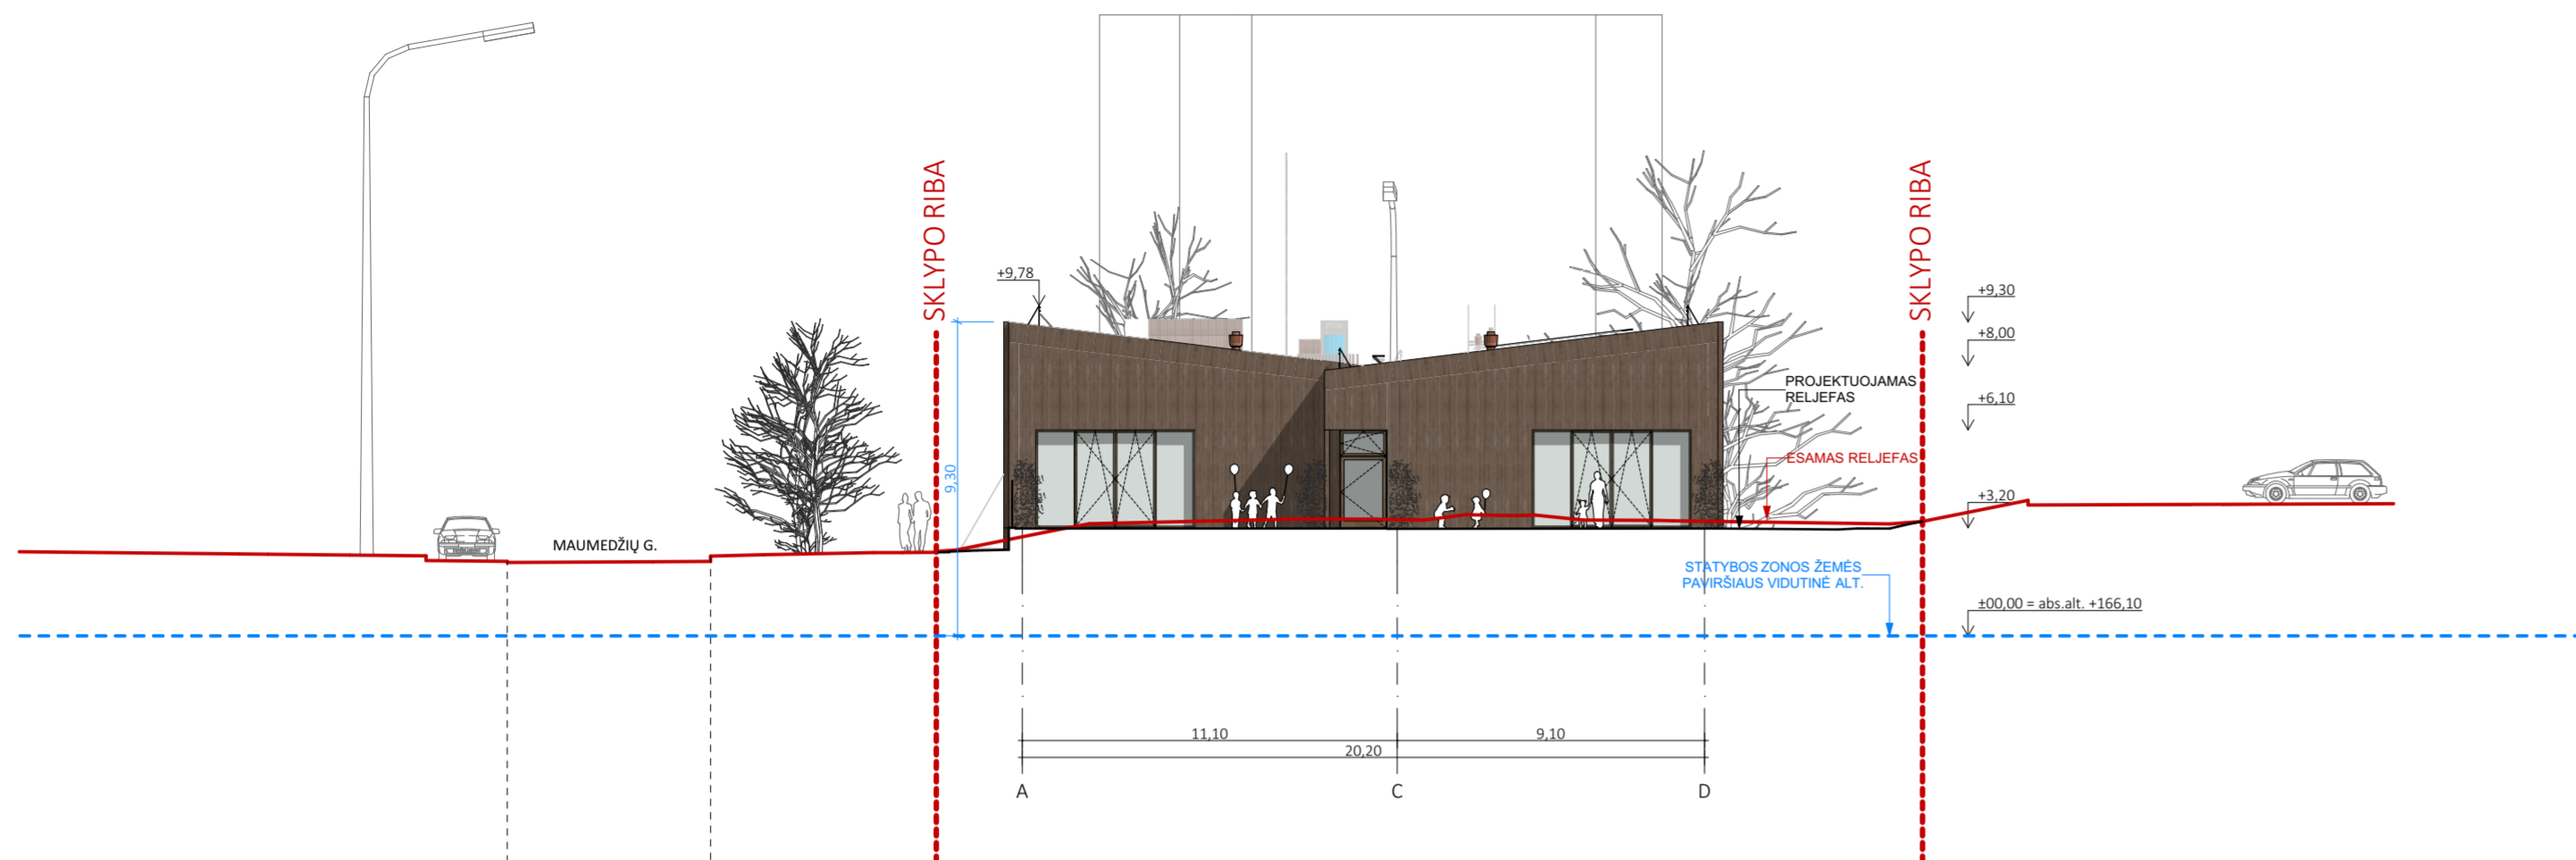 SKLYPO RIBA
SKLYPO RIBA
+9,78
+9,30
+8,00
PROJEKTUOJAMAS
RELJEFAS
+6,10
ESAMAS RELJEFAS
9,30
+3,20
MAUMEDŽIŲ G.
STATYBOS ZONOS ŽEMĖS
PAVIRŠIAUS VIDUTINĖ ALT.
±00,00 = abs.alt. +166,10
11,10
9,10
20,20
A
C
D